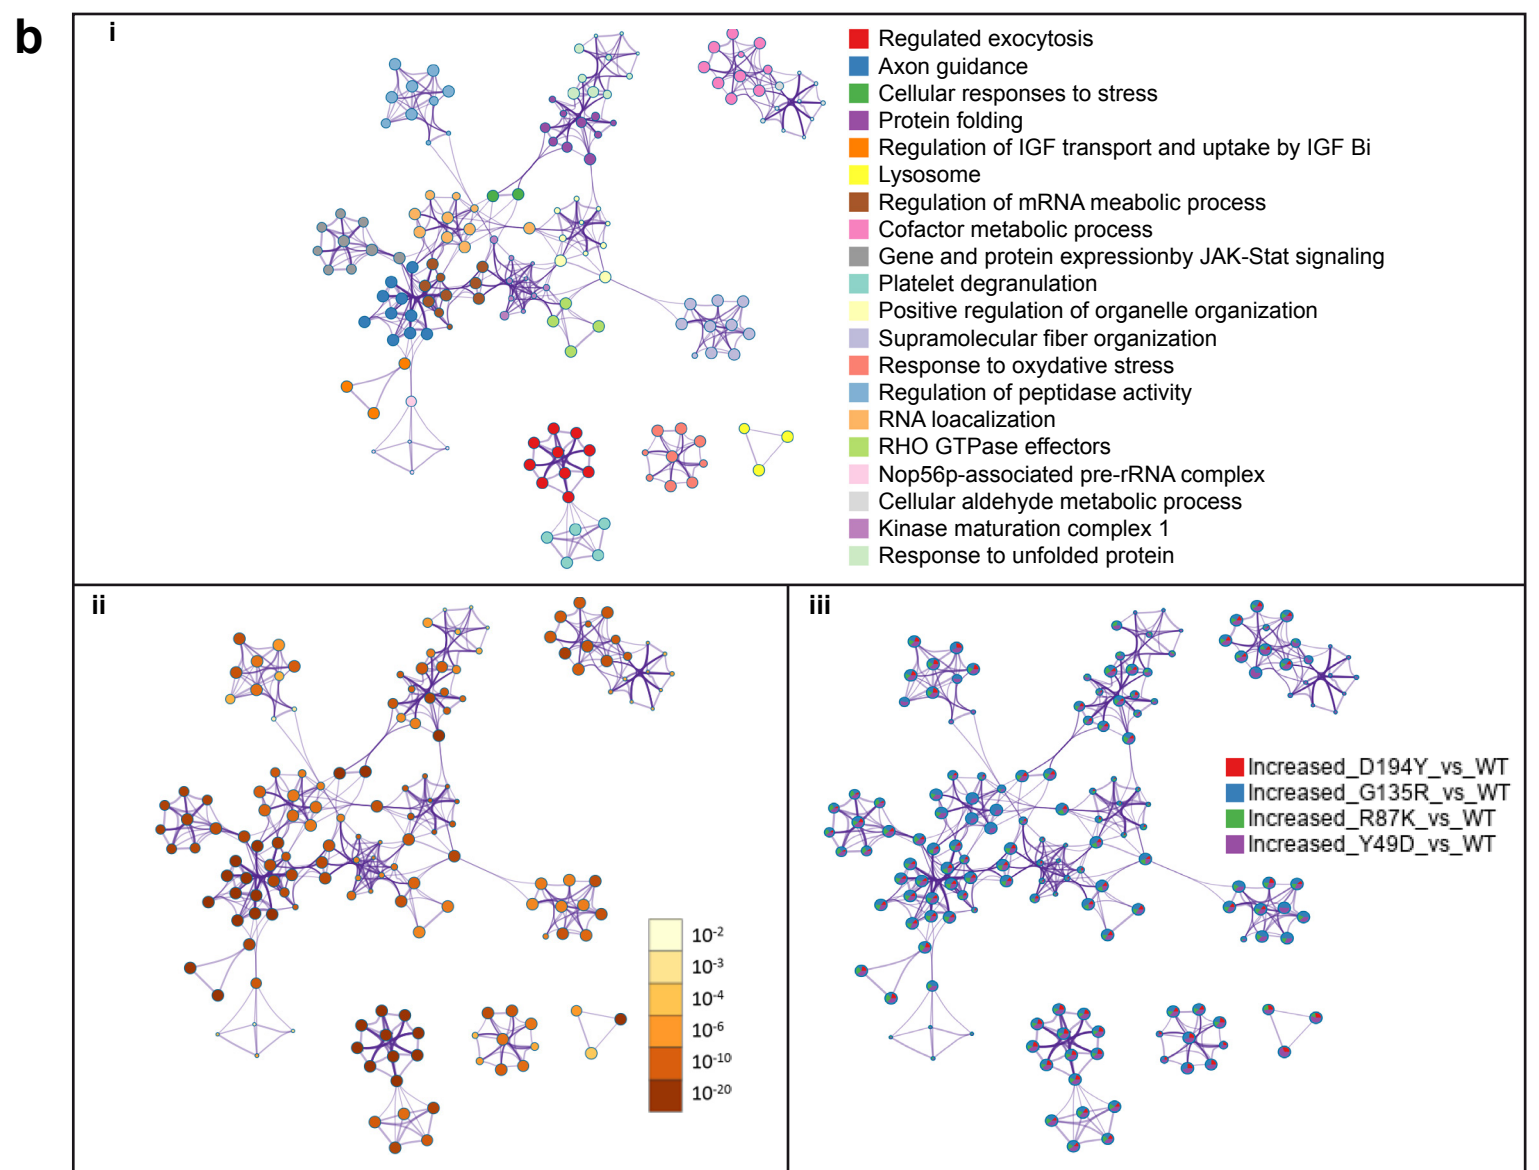 b
i
Regulated exocytosis
Axon guidance
Cellular responses to stress
Protein folding
Regulation of IGF transport and uptake by IGF Bi
Lysosome
Regulation of mRNA meabolic process
Cofactor metabolic process
Gene and protein expressionby JAK-Stat signaling
Platelet degranulation
Positive regulation of organelle organization
Supramolecular fiber organization
Response to oxydative stress
Regulation of peptidase activity
RNA loacalization
RHO GTPase effectors
Nop56p-associated pre-rRNA complex
Cellular aldehyde metabolic process
Kinase maturation complex 1
Response to unfolded protein
ii
10-2
10-3
10-4
10-6
10-10
10-20
iii
Increased_D194Y_vs_WT
Increased_G135R_vs_WT
Increased_R87K_vs_WT
Increased_Y49D_vs_WT